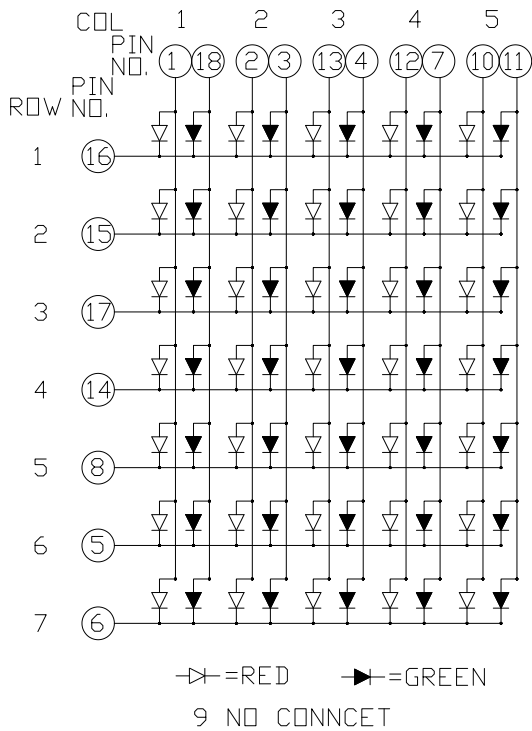 COL 1 2 3 4 5
PIN NO. 1 18 2 3 13 4 12 7 10 11
ROW PIN NO.
1 16
2 15
3 17
4 14
5 8
6 5
7 6
=RED =GREEN
9 NO CONNCET